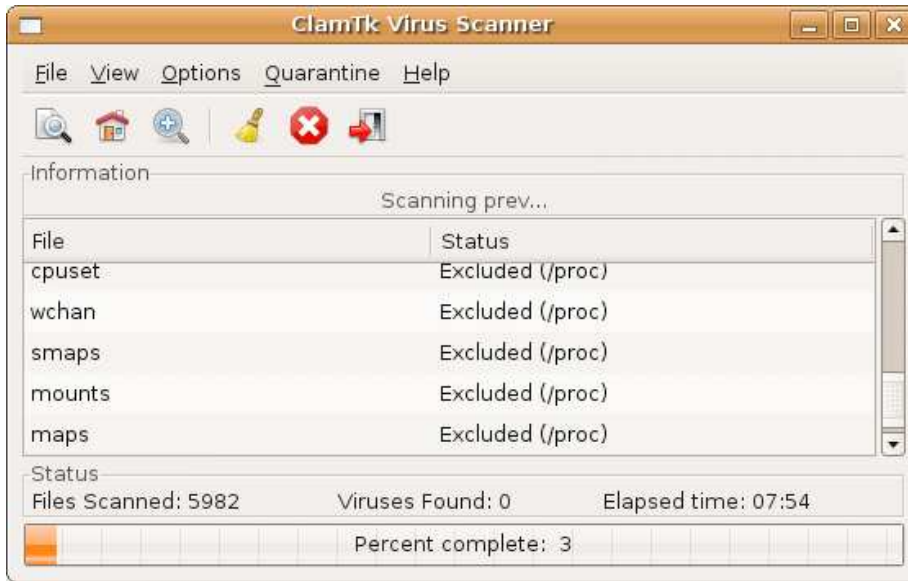 ClamTk Virus Scanner
File View Options Quarantine Help
Information
Scanning prev...
File Status
cpuset Excluded (/proc)
wchan Excluded (/proc)
smaps Excluded (/proc)
mounts Excluded (/proc)
maps Excluded (/proc)
Status
Files Scanned: 5982 Viruses Found: 0 Elapsed time: 07:54
Percent complete: 3